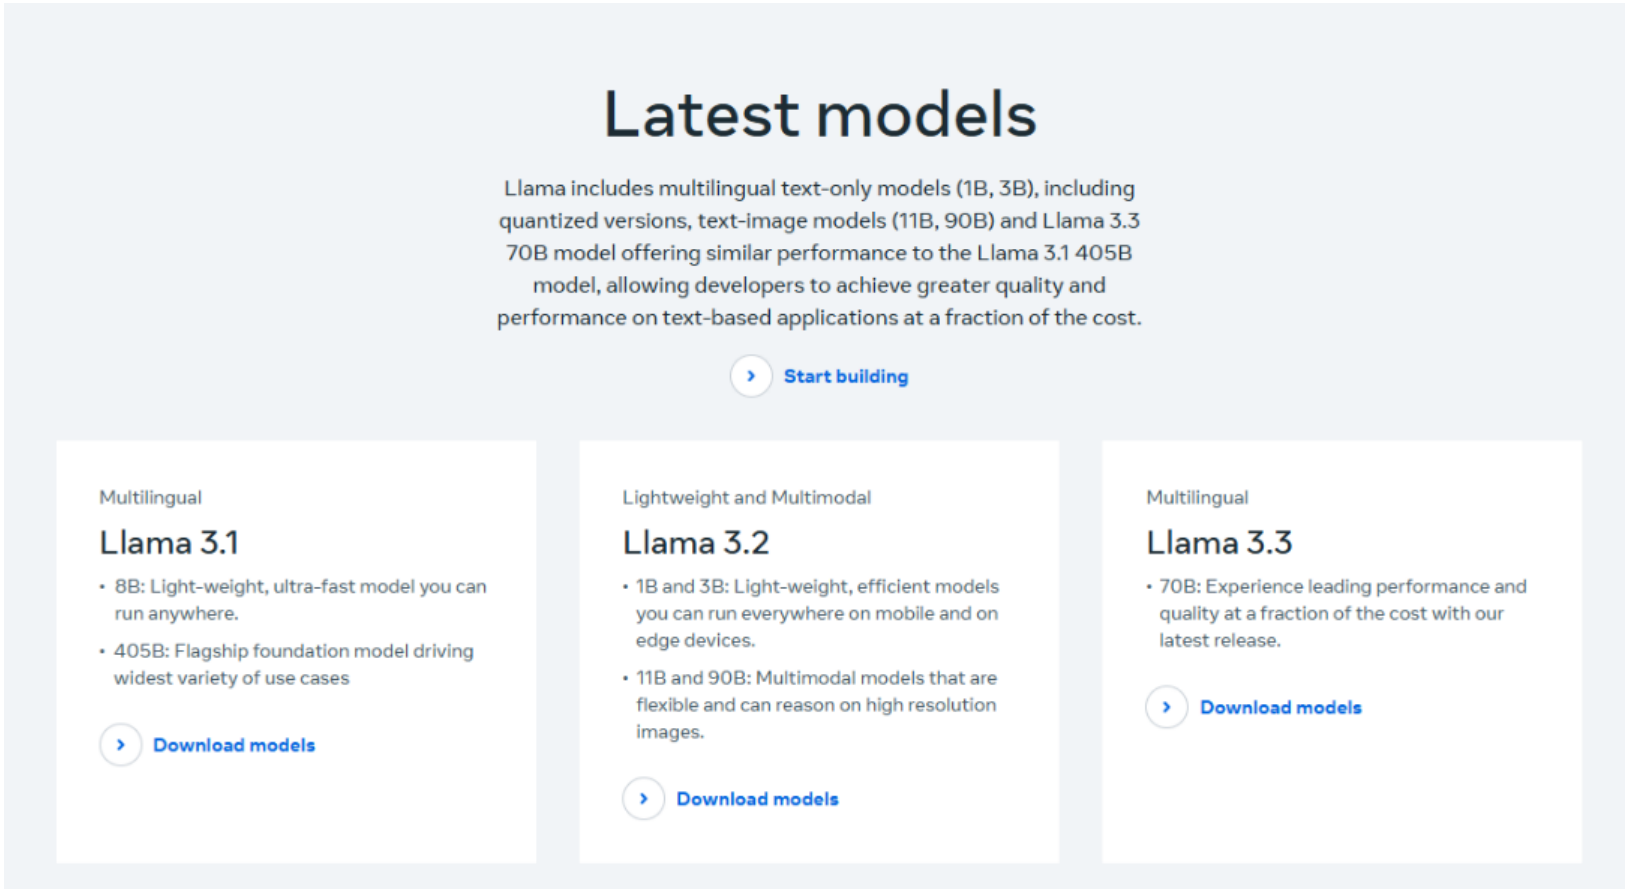 Latest models
Llama includes multilingual text-only models (1B, 3B), including
quantized versions, text-image models (11B, 90B) and Llama 3.3
70B model offering similar performance to the Llama 3.1 405B
model, allowing developers to achieve greater quality and
performance on text-based applications at a fraction of the cost.
Start building
Multilingual
Llama 3.1
• 8B: Light-weight, ultra-fast model you can
run anywhere.
• 405B: Flagship foundation model driving
widest variety of use cases
Download models
Lightweight and Multimodal
Llama 3.2
• 1B and 3B: Light-weight, efficient models
you can run everywhere on mobile and on
edge devices.
• 11B and 90B: Multimodal models that are
flexible and can reason on high resolution
images.
Download models
Multilingual
Llama 3.3
• 70B: Experience leading performance and
quality at a fraction of the cost with our
latest release.
Download models